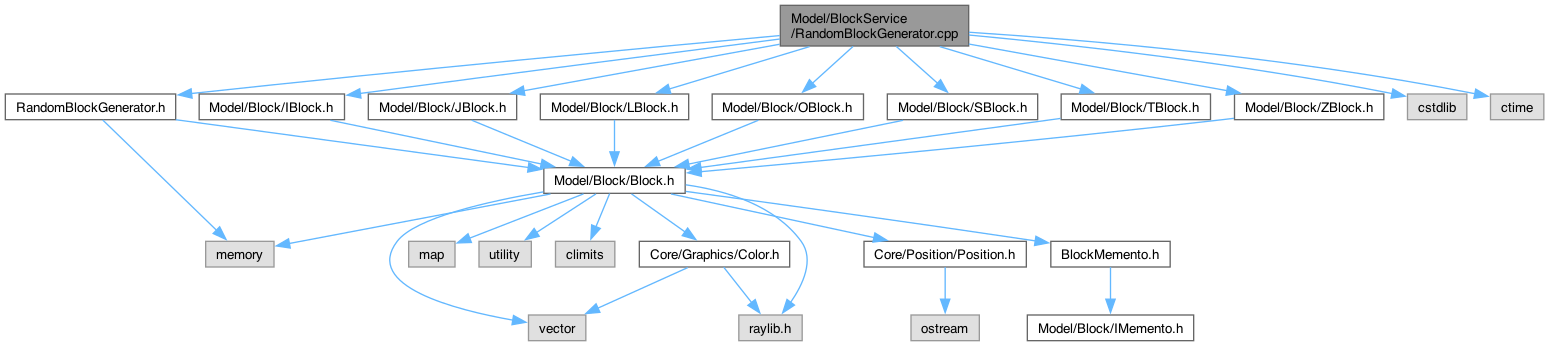 Model/BlockService
/RandomBlockGenerator.cpp
RandomBlockGenerator.h
Model/Block/IBlock.h
Model/Block/JBlock.h
Model/Block/LBlock.h
Model/Block/OBlock.h
Model/Block/SBlock.h
Model/Block/TBlock.h
Model/Block/ZBlock.h
cstdlib
ctime
Model/Block/Block.h
memory
map
utility
climits
Core/Graphics/Color.h
Core/Position/Position.h
BlockMemento.h
vector
raylib.h
ostream
Model/Block/IMemento.h